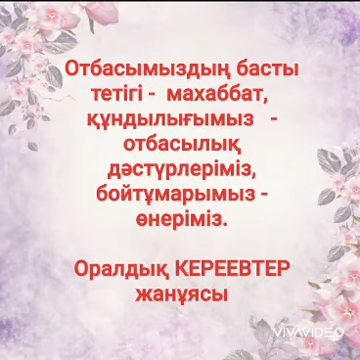 Отбасымыздың басты
тетігі - махаббат,
құндылығымыз -
отбасылық
дәстүрлеріміз,
бойтұмарымыз -
өнеріміз.
Оралдық КЕРЕЕВТЕР
жанұясы
VIVAVIDEO